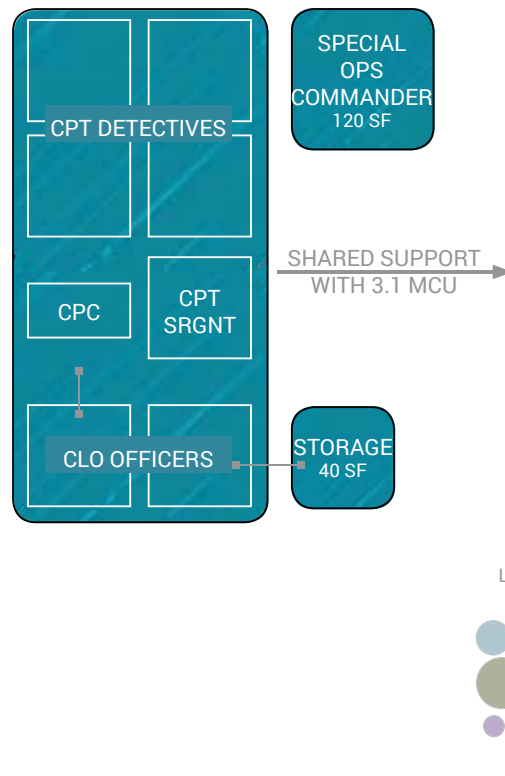 SPECIAL
OPS
COMMANDER
120 SF
CPT DETECTIVES
SHARED SUPPORT
WITH 3.1 MCU
CPC
CPT
SRGNT
CLO OFFICERS
STORAGE
40 SF
L